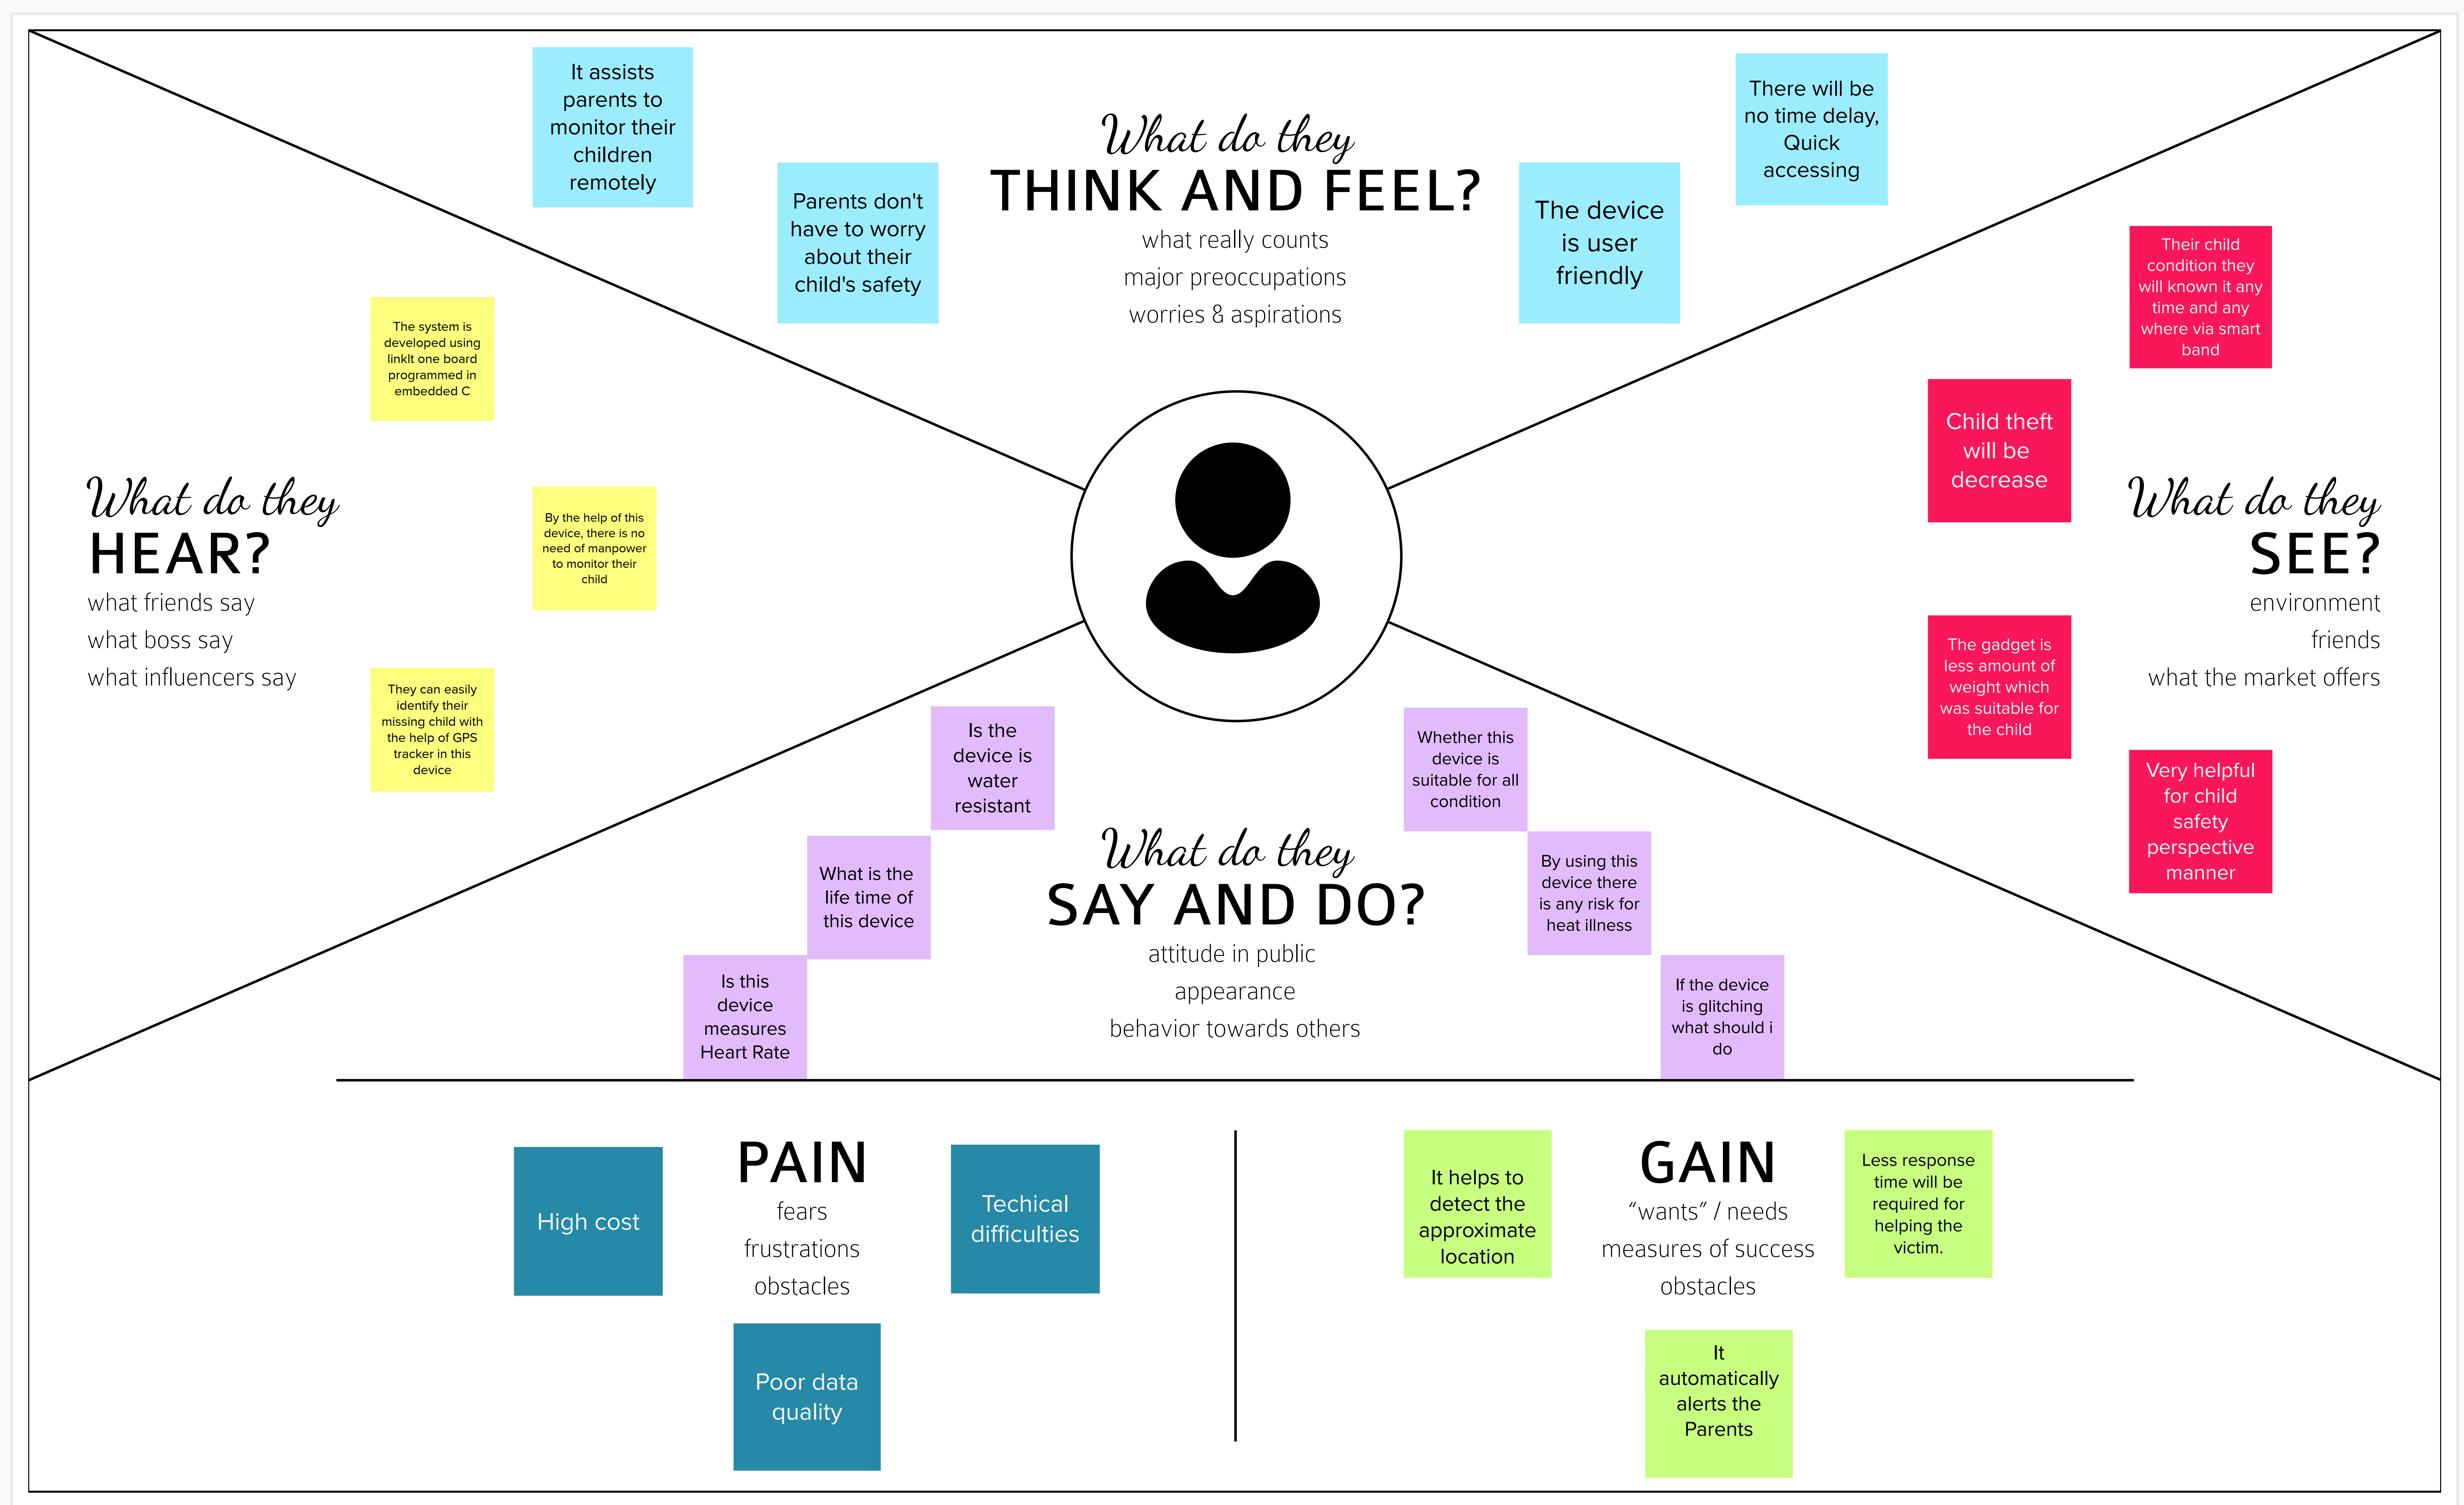 It assists
parents to
monitor their
children
remotely
Parents don't
have to worry
about their
child's safety
What do they
THINK AND FEEL?
what really counts
major preoccupations
worries & aspirations
The device
is user
friendly
There will be
no time delay,
Quick
accessing
The system is
developed using
linkIt one board
programmed in
embedded C
What do they
HEAR?
what friends say
what boss say
what influencers say
By the help of this
device, there is no
need of manpower
to monitor their
child
They can easily
identify their
missing child with
the help of GPS
tracker in this
device
Their child
condition they
will known it any
time and any
where via smart
band
Child theft
will be
decrease
What do they
SEE?
environment
friends
what the market offers
The gadget is
less amount of
weight which
was suitable for
the child
Very helpful
for child
safety
perspective
manner
Is the
device is
water
resistant
What is the
life time of
this device
Is this
device
measures
Heart Rate
What do they
SAY AND DO?
attitude in public
appearance
behavior towards others
Whether this
device is
suitable for all
condition
By using this
device there
is any risk for
heat illness
If the device
is glitching
what should i
do
High cost
PAIN
fears
frustrations
obstacles
Techical
difficulties
Poor data
quality
It helps to
detect the
approximate
location
GAIN
“wants” / needs
measures of success
obstacles
Less response
time will be
required for
helping the
victim.
It
automatically
alerts the
Parents